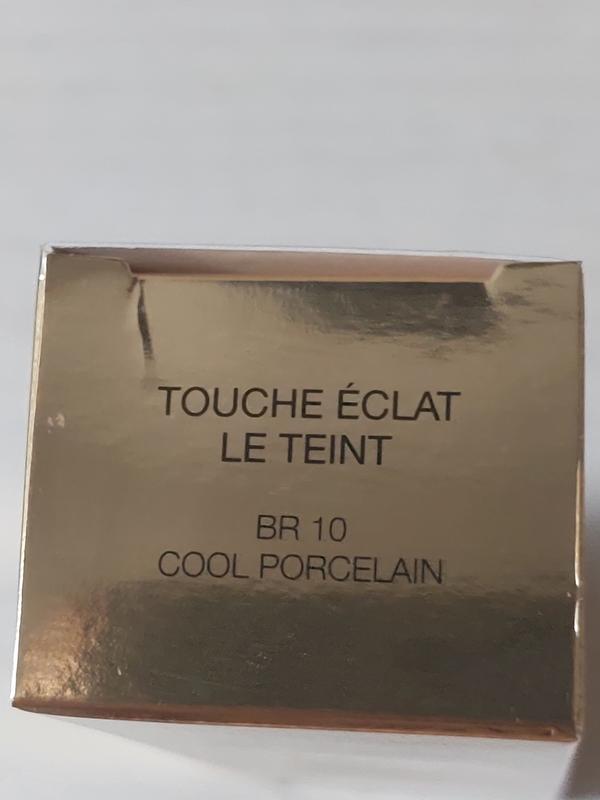 TOUCHE ÉCLAT
LE TEINT
BR 10
COOL PORCELAIN